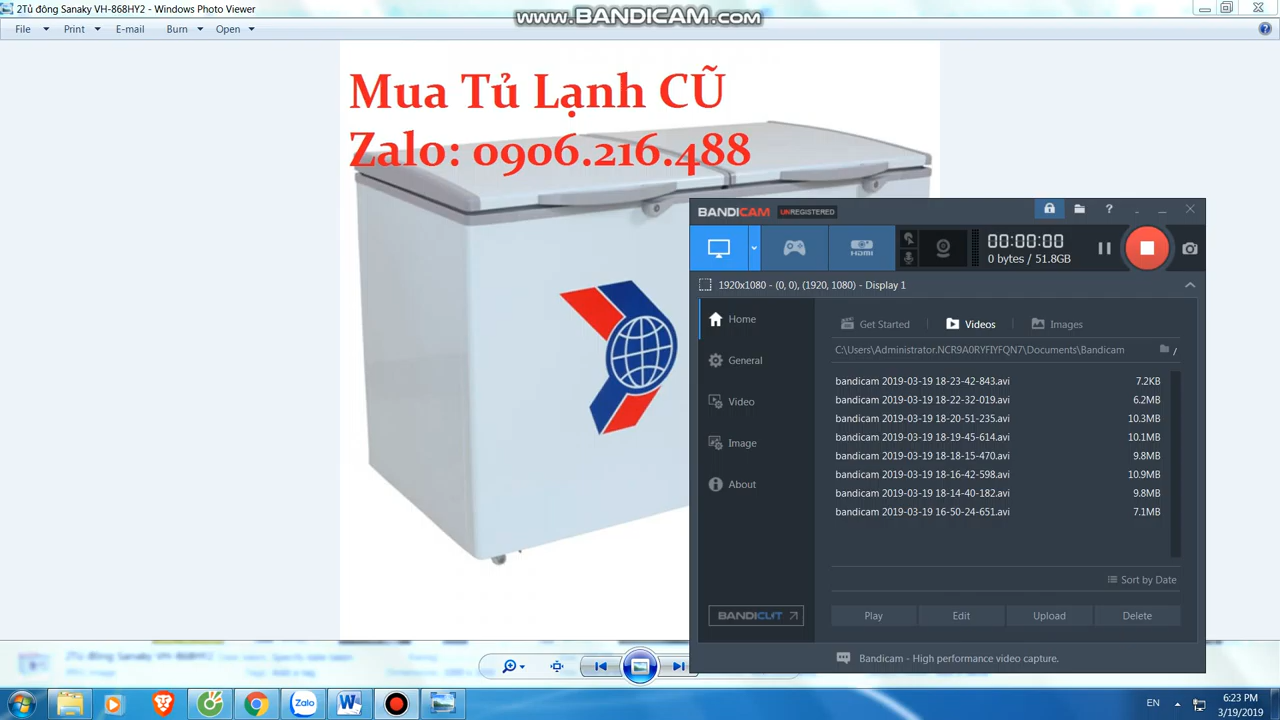 2Tủ đông Sanaky VH-868HY2 - Windows Photo Viewer
www.BANDICAM.com
File Print E-mail Burn Open
Mua Tủ Lạnh CŨ
Zalo: 0906.216.488
BANDICAM UNREGISTERED
HDMI
00:00:00
0 bytes / 51.8GB
1920x1080 - (0, 0), (1920, 1080) - Display 1
Home
General
Video
Image
About
BANDICUT
Get Started Videos Images
C:\Users\Administrator.NCR9A0RYFIYFQN7\Documents\Bandicam
bandicam 2019-03-19 18-23-42-843.avi 7.2KB
bandicam 2019-03-19 18-22-32-019.avi 6.2MB
bandicam 2019-03-19 18-20-51-235.avi 10.3MB
bandicam 2019-03-19 18-19-45-614.avi 10.1MB
bandicam 2019-03-19 18-18-15-470.avi 9.8MB
bandicam 2019-03-19 18-16-42-598.avi 10.9MB
bandicam 2019-03-19 18-14-40-182.avi 9.8MB
bandicam 2019-03-19 16-50-24-651.avi 7.1MB
Sort by Date
Play Edit Upload Delete
Bandicam - High performance video capture.
2Tủ đông Sanaky VH-868HY2
Zalo
EN
6:23 PM
3/19/2019